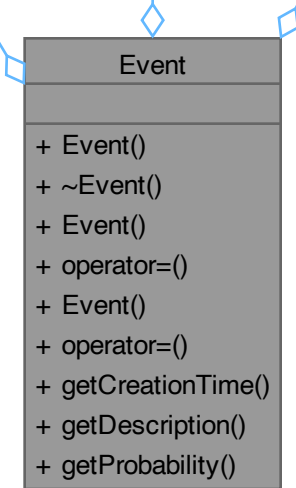 Event
+ Event()
+ ~Event()
+ Event()
+ operator=()
+ Event()
+ operator=()
+ getCreationTime()
+ getDescription()
+ getProbability()